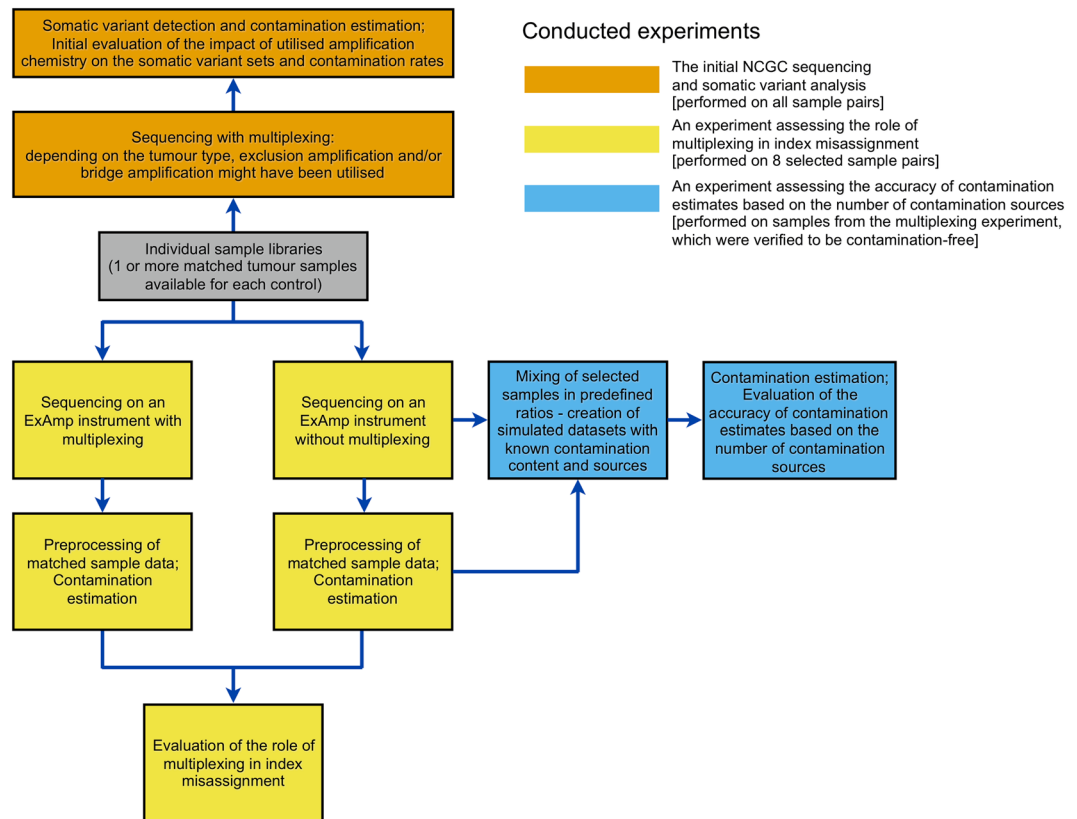 Somatic variant detection and contamination estimation;
Initial evaluation of the impact of utilised amplification
chemistry on the somatic variant sets and contamination rates
Sequencing with multiplexing:
depending on the tumour type, exclusion amplification and/or
bridge amplification might have been utilised
Individual sample libraries
(1 or more matched tumour samples
available for each control)
Conducted experiments
The initial NCGC sequencing
and somatic variant analysis
[performed on all sample pairs]
An experiment assessing the role of
multiplexing in index misassignment
[performed on 8 selected sample pairs]
An experiment assessing the accuracy of contamination
estimates based on the number of contamination sources
[performed on samples from the multiplexing experiment,
which were verified to be contamination-free]
Sequencing on an
ExAmp instrument with
multiplexing
Sequencing on an
ExAmp instrument
without multiplexing
Mixing of selected
samples in predefined
ratios - creation of
simulated datasets with
known contamination
content and sources
Contamination estimation;
Evaluation of the
accuracy of contamination
estimates based on the
number of contamination
sources
Preprocessing of
matched sample data;
Contamination
estimation
Preprocessing of
matched sample data;
Contamination
estimation
Evaluation of the role of
multiplexing in index
misassignment